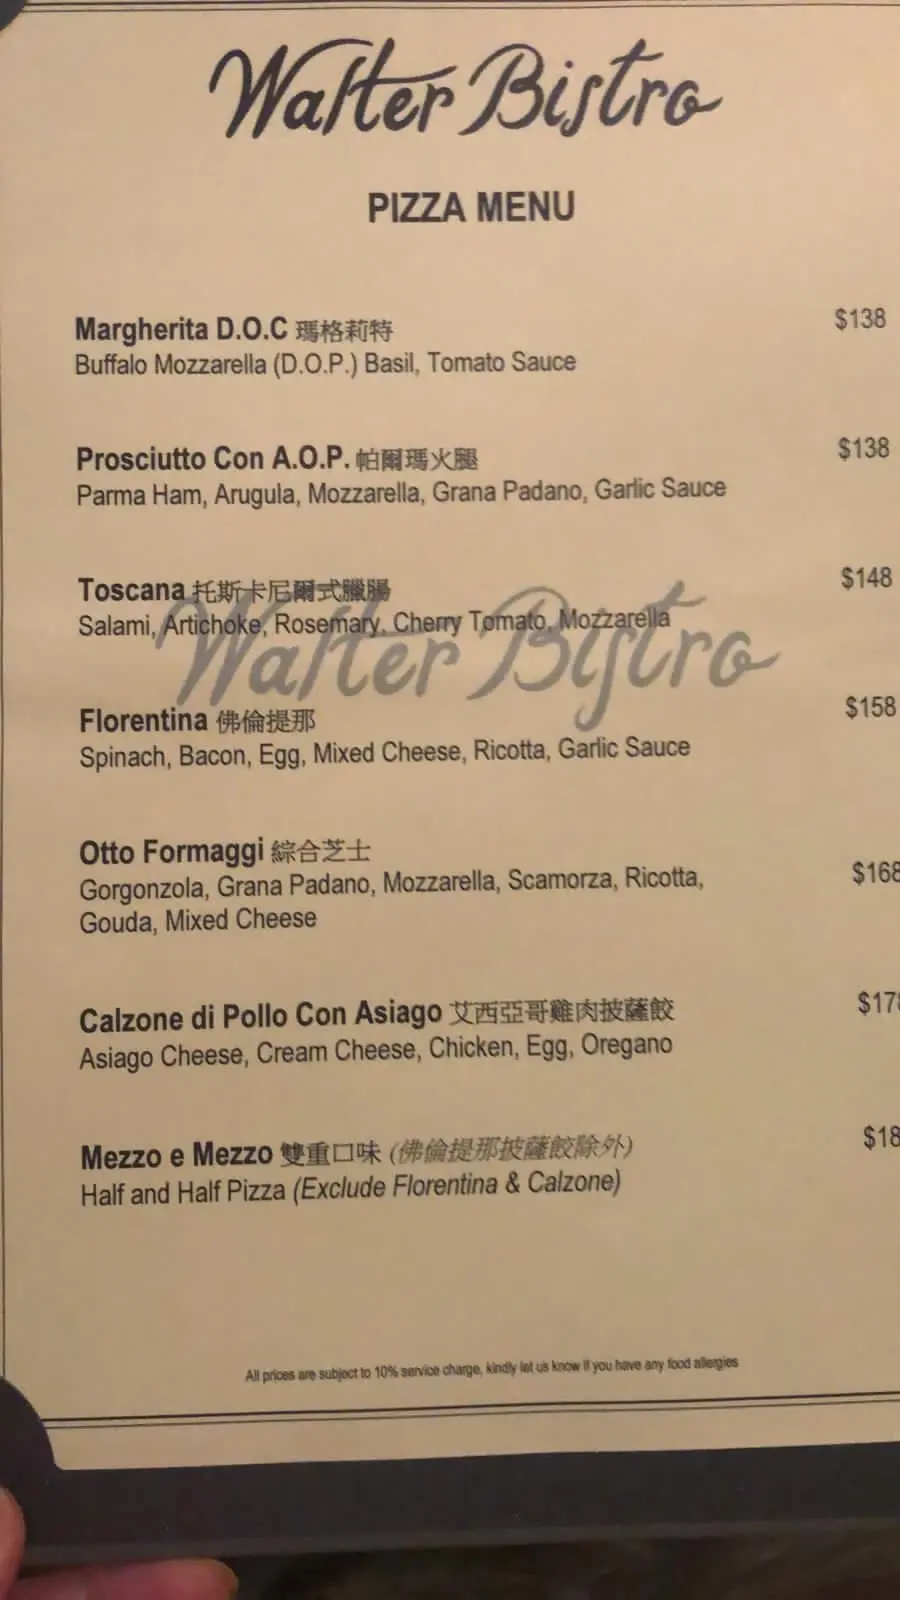 Walter Bistro
PIZZA MENU
Margherita D.O.C 瑪格莉特 $138
Buffalo Mozzarella (D.O.P.) Basil, Tomato Sauce
Prosciutto Con A.O.P. 帕爾瑪火腿 $138
Parma Ham, Arugula, Mozzarella, Grana Padano, Garlic Sauce
Toscana 托斯卡尼爾式臘腸 $148
Salami, Artichoke, Rosemary, Cherry Tomato, Mozzarella
Walter Bistro
Florentina 佛倫提那 $158
Spinach, Bacon, Egg, Mixed Cheese, Ricotta, Garlic Sauce
Otto Formaggi 綜合芝士
Gorgonzola, Grana Padano, Mozzarella, Scamorza, Ricotta, $168
Gouda, Mixed Cheese
Calzone di Pollo Con Asiago 艾西亞哥雞肉披薩餃
Asiago Cheese, Cream Cheese, Chicken, Egg, Oregano
Mezzo e Mezzo 雙重口味 (佛倫提那披薩餃除外)
Half and Half Pizza (Exclude Florentina & Calzone)
All prices are subject to 10% service charge, kindly let us know if you have any food allergies